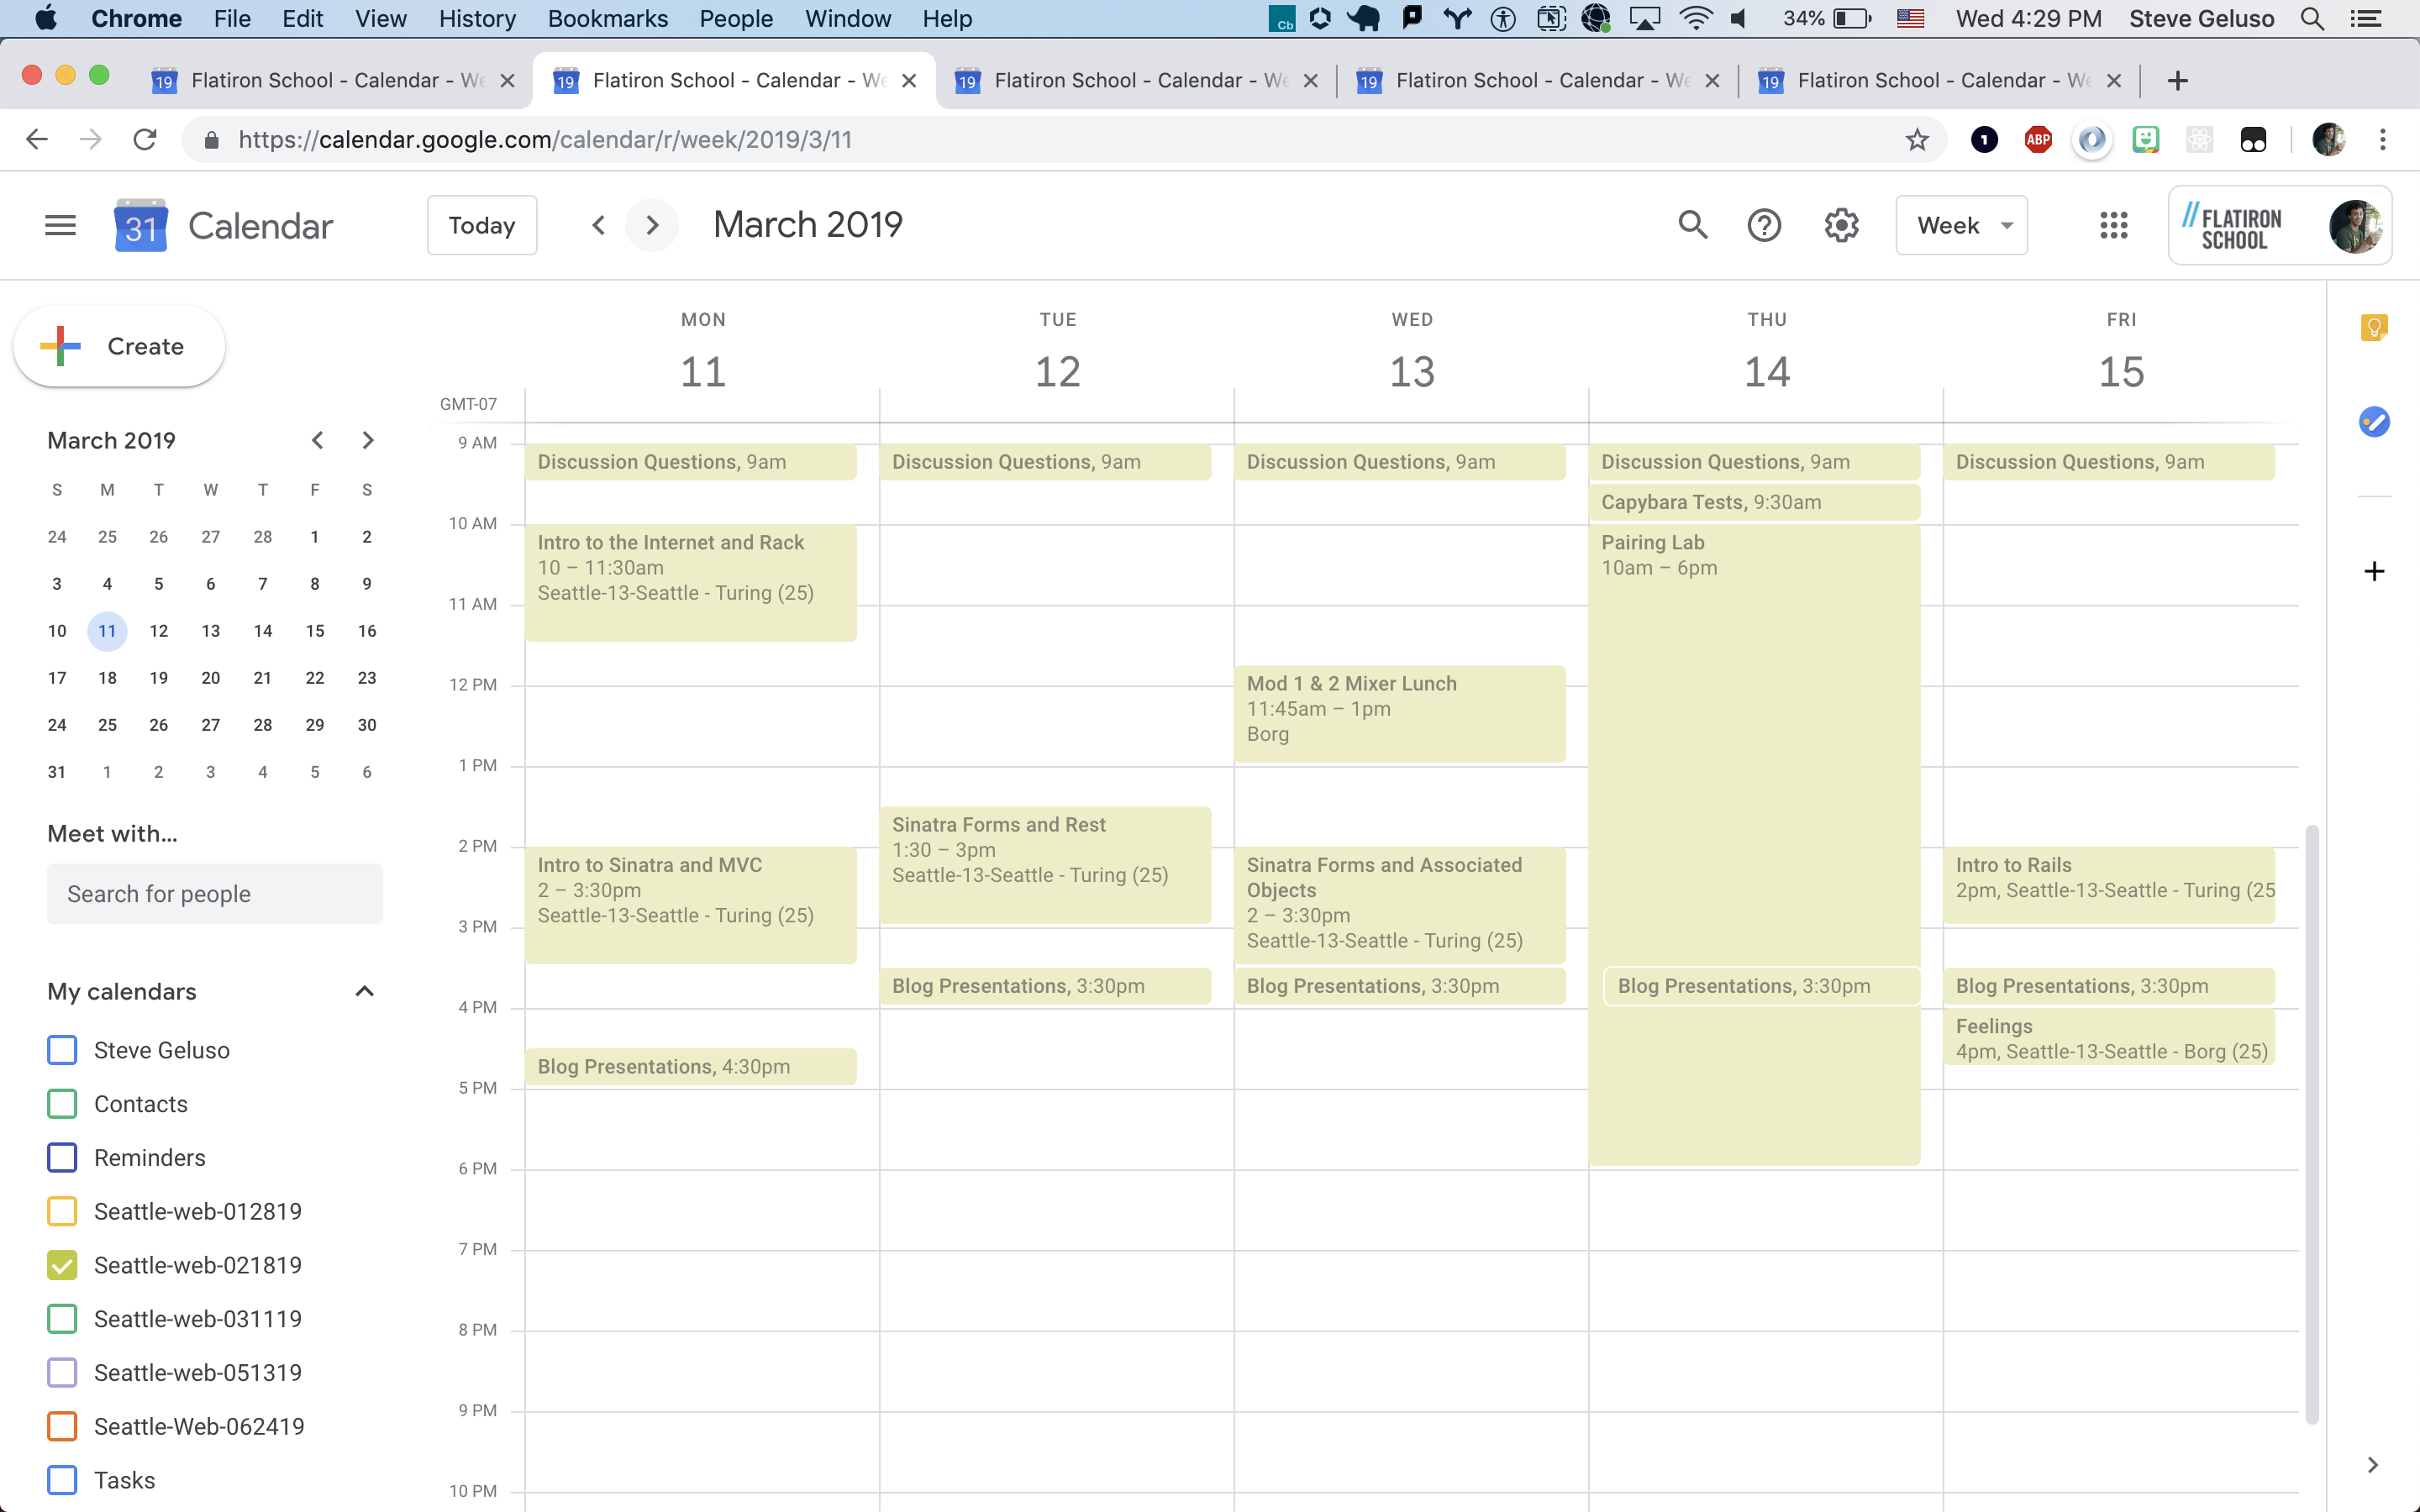 Chrome File Edit View History Bookmarks People Window Help
Cb 34% Wed 4:29 PM Steve Geluso
19 Flatiron School - Calendar - We
19 Flatiron School - Calendar - We
19 Flatiron School - Calendar - We
19 Flatiron School - Calendar - We
19 Flatiron School - Calendar - We
https://calendar.google.com/calendar/r/week/2019/3/11
1 ABP
31 Calendar
Today
March 2019
Week
FLATIRON
SCHOOL
Create
March 2019
S M T W T F S
24 25 26 27 28 1 2
3 4 5 6 7 8 9
10 11 12 13 14 15 16
17 18 19 20 21 22 23
24 25 26 27 28 29 30
31 1 2 3 4 5 6
Meet with...
Search for people
My calendars
Steve Geluso
Contacts
Reminders
Seattle-web-012819
Seattle-web-021819
Seattle-web-031119
Seattle-web-051319
Seattle-Web-062419
Tasks
GMT-07
9 AM
10 AM
11 AM
12 PM
1 PM
2 PM
3 PM
4 PM
5 PM
6 PM
7 PM
8 PM
9 PM
10 PM
MON
11
Discussion Questions, 9am
Intro to the Internet and Rack
10 – 11:30am
Seattle-13-Seattle - Turing (25)
Intro to Sinatra and MVC
2 – 3:30pm
Seattle-13-Seattle - Turing (25)
Blog Presentations, 4:30pm
TUE
12
Discussion Questions, 9am
Sinatra Forms and Rest
1:30 – 3pm
Seattle-13-Seattle - Turing (25)
Blog Presentations, 3:30pm
WED
13
Discussion Questions, 9am
Mod 1 & 2 Mixer Lunch
11:45am – 1pm
Borg
Sinatra Forms and Associated
Objects
2 – 3:30pm
Seattle-13-Seattle - Turing (25)
Blog Presentations, 3:30pm
THU
14
Discussion Questions, 9am
Capybara Tests, 9:30am
Pairing Lab
10am – 6pm
Blog Presentations, 3:30pm
FRI
15
Discussion Questions, 9am
Intro to Rails
2pm, Seattle-13-Seattle - Turing (25
Blog Presentations, 3:30pm
Feelings
4pm, Seattle-13-Seattle - Borg (25)